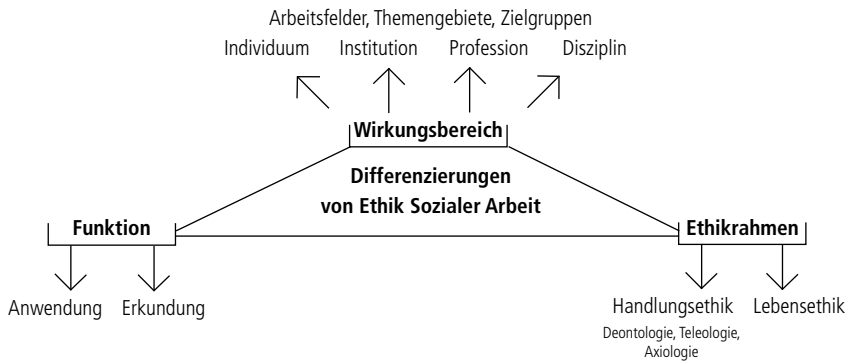 Arbeitsfelder, Themengebiete, Zielgruppen
Individuum Institution Profession Disziplin
Wirkungsbereich
Differenzierungen
von Ethik Sozialer Arbeit
Funktion Ethikrahmen
Anwendung Erkundung Handlungsethik Lebensethik
Deontologie, Teleologie,
Axiologie